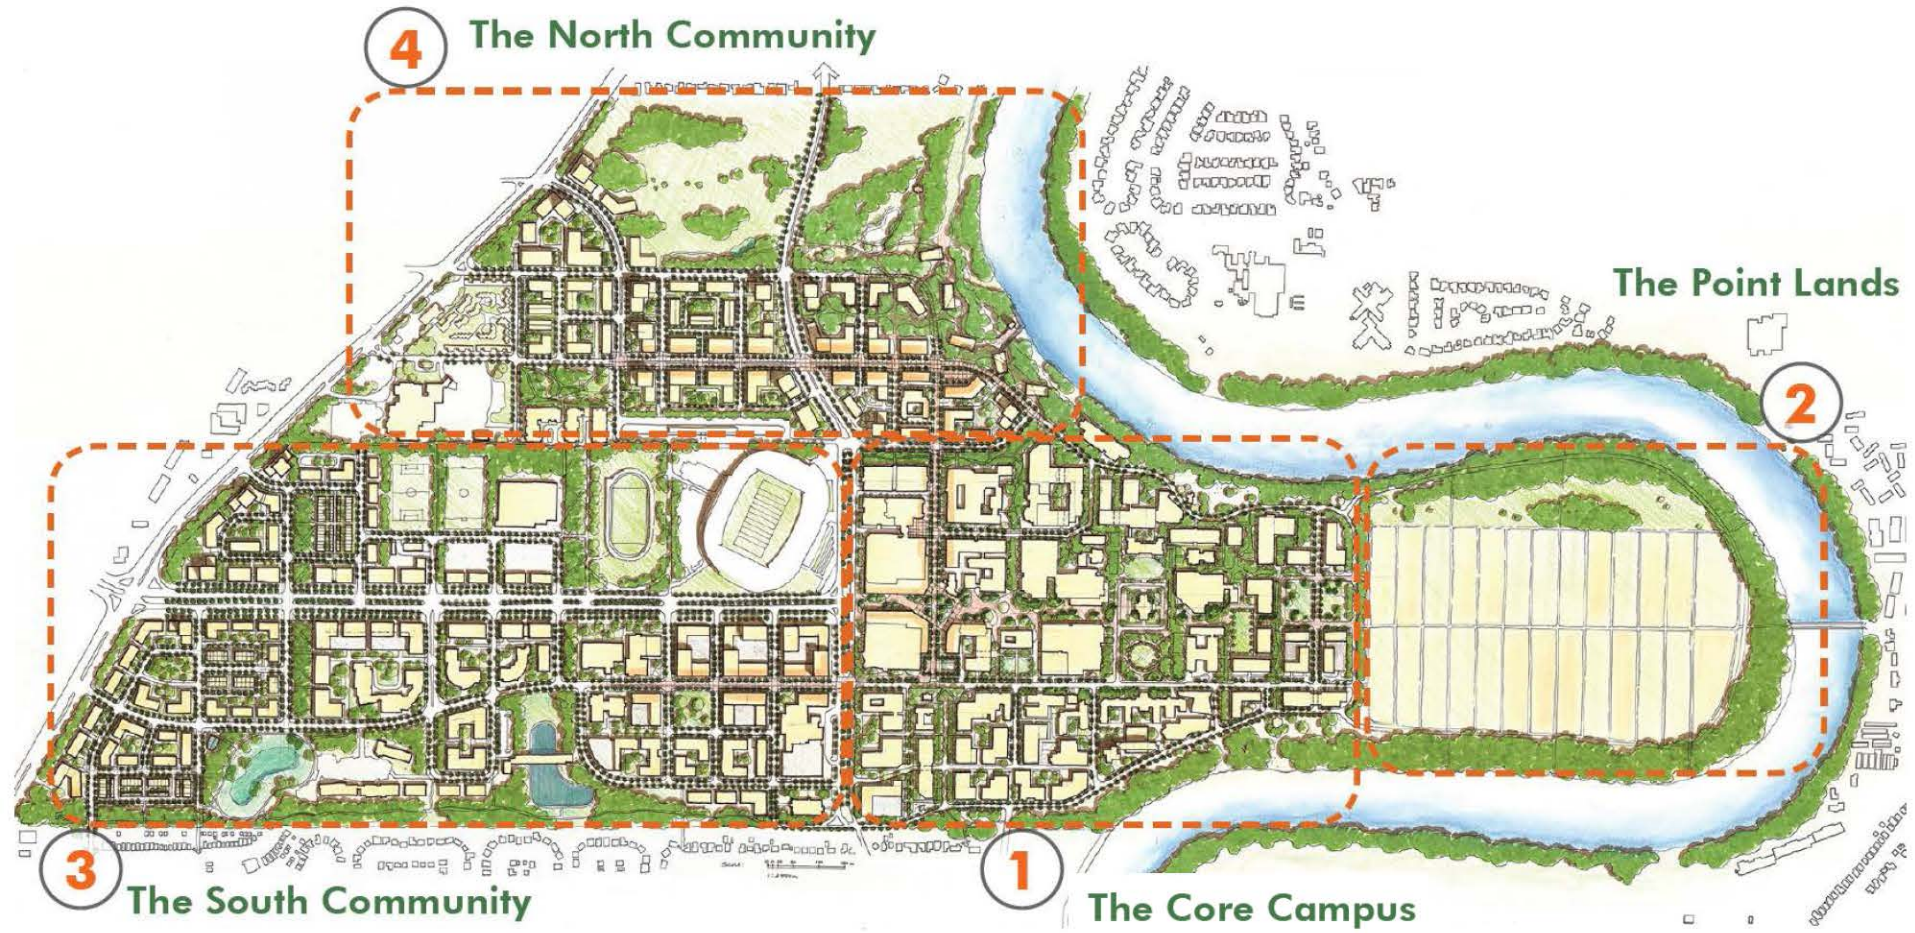 4 The North Community
The Point Lands
2
3
The South Community
1
The Core Campus